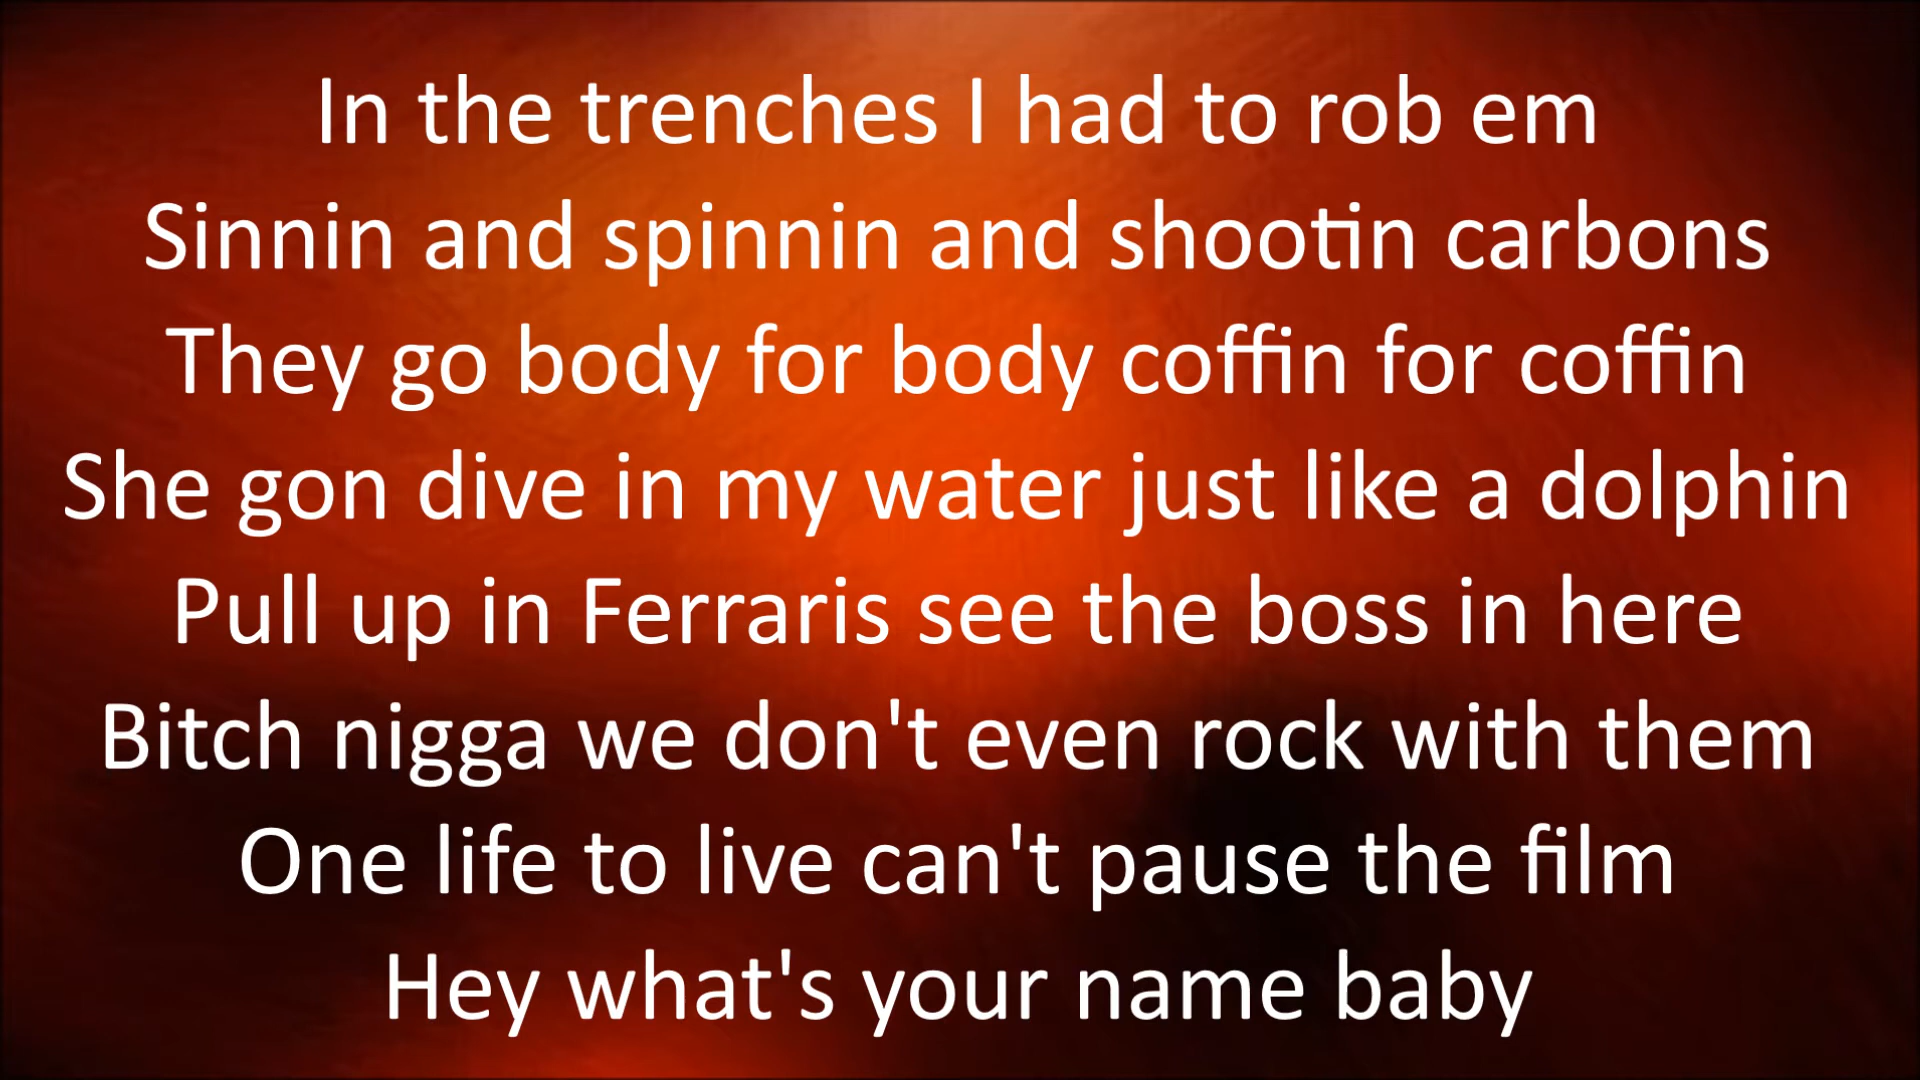 In the trenches I had to rob em
Sinnin and spinnin and shootin carbons
They go body for body coffin for coffin
She gon dive in my water just like a dolphin
Pull up in Ferraris see the boss in here
Bitch nigga we don't even rock with them
One life to live can't pause the film
Hey what's your name baby